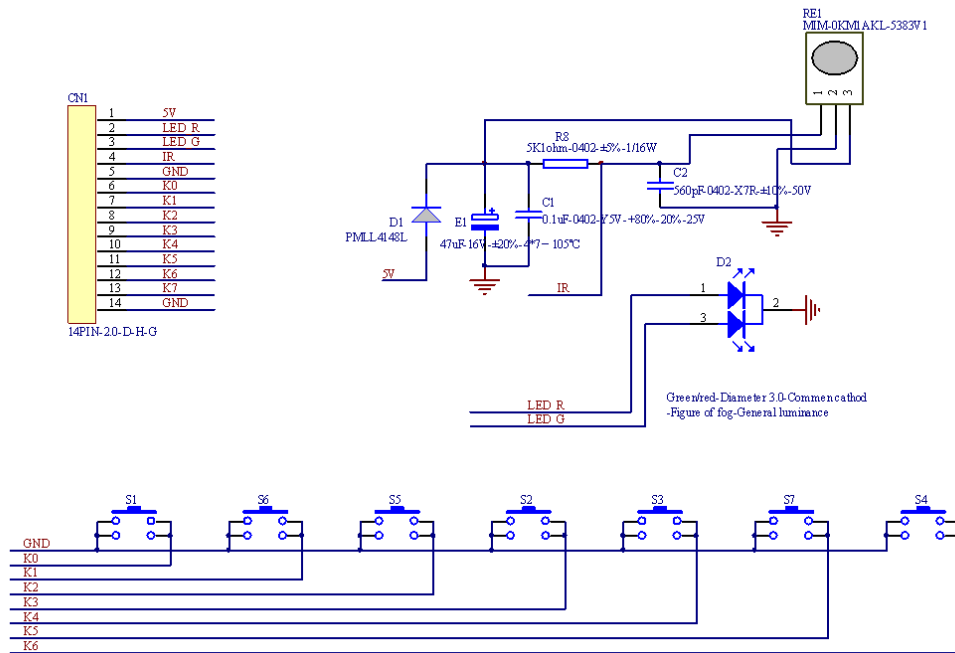 RE1
MIM-0KM1AKL-5383V1
1
2
3
CN1
1 5V
2 LED R
3 LED G
4 IR
5 GND
6 K0
7 K1
8 K2
9 K3
10 K4
11 K5
12 K6
13 K7
14 GND
14PIN-2.0-D-H-G
R8
5K1ohm-0402-±5%-1/16W
C2
560pF-0402-X7R-±10%-50V
C1
0.1uF-0402-Y5V-+80%-20%-25V
D1
PMLL4148L
E1
+
47uF-16V-±20%-4*7-105℃
5V
IR
D2
1
2
3
Green/red-Diameter 3.0-Commen cathod
-Figure of fog-General luminance
LED R
LED G
S1 S6 S5 S2 S3 S7 S4
GND
K0
K1
K2
K3
K4
K5
K6